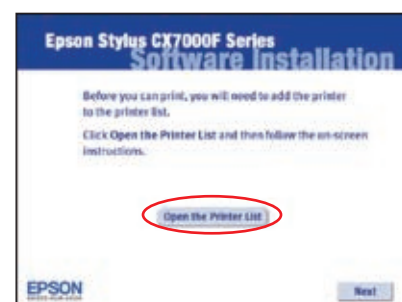 Epson Stylus CX7000F Series
Software Installation
Before you can print, you will need to add the printer
to the printer list.
Click Open the Printer List and then follow the on-screen
instructions.
Open the Printer List
EPSON
Next